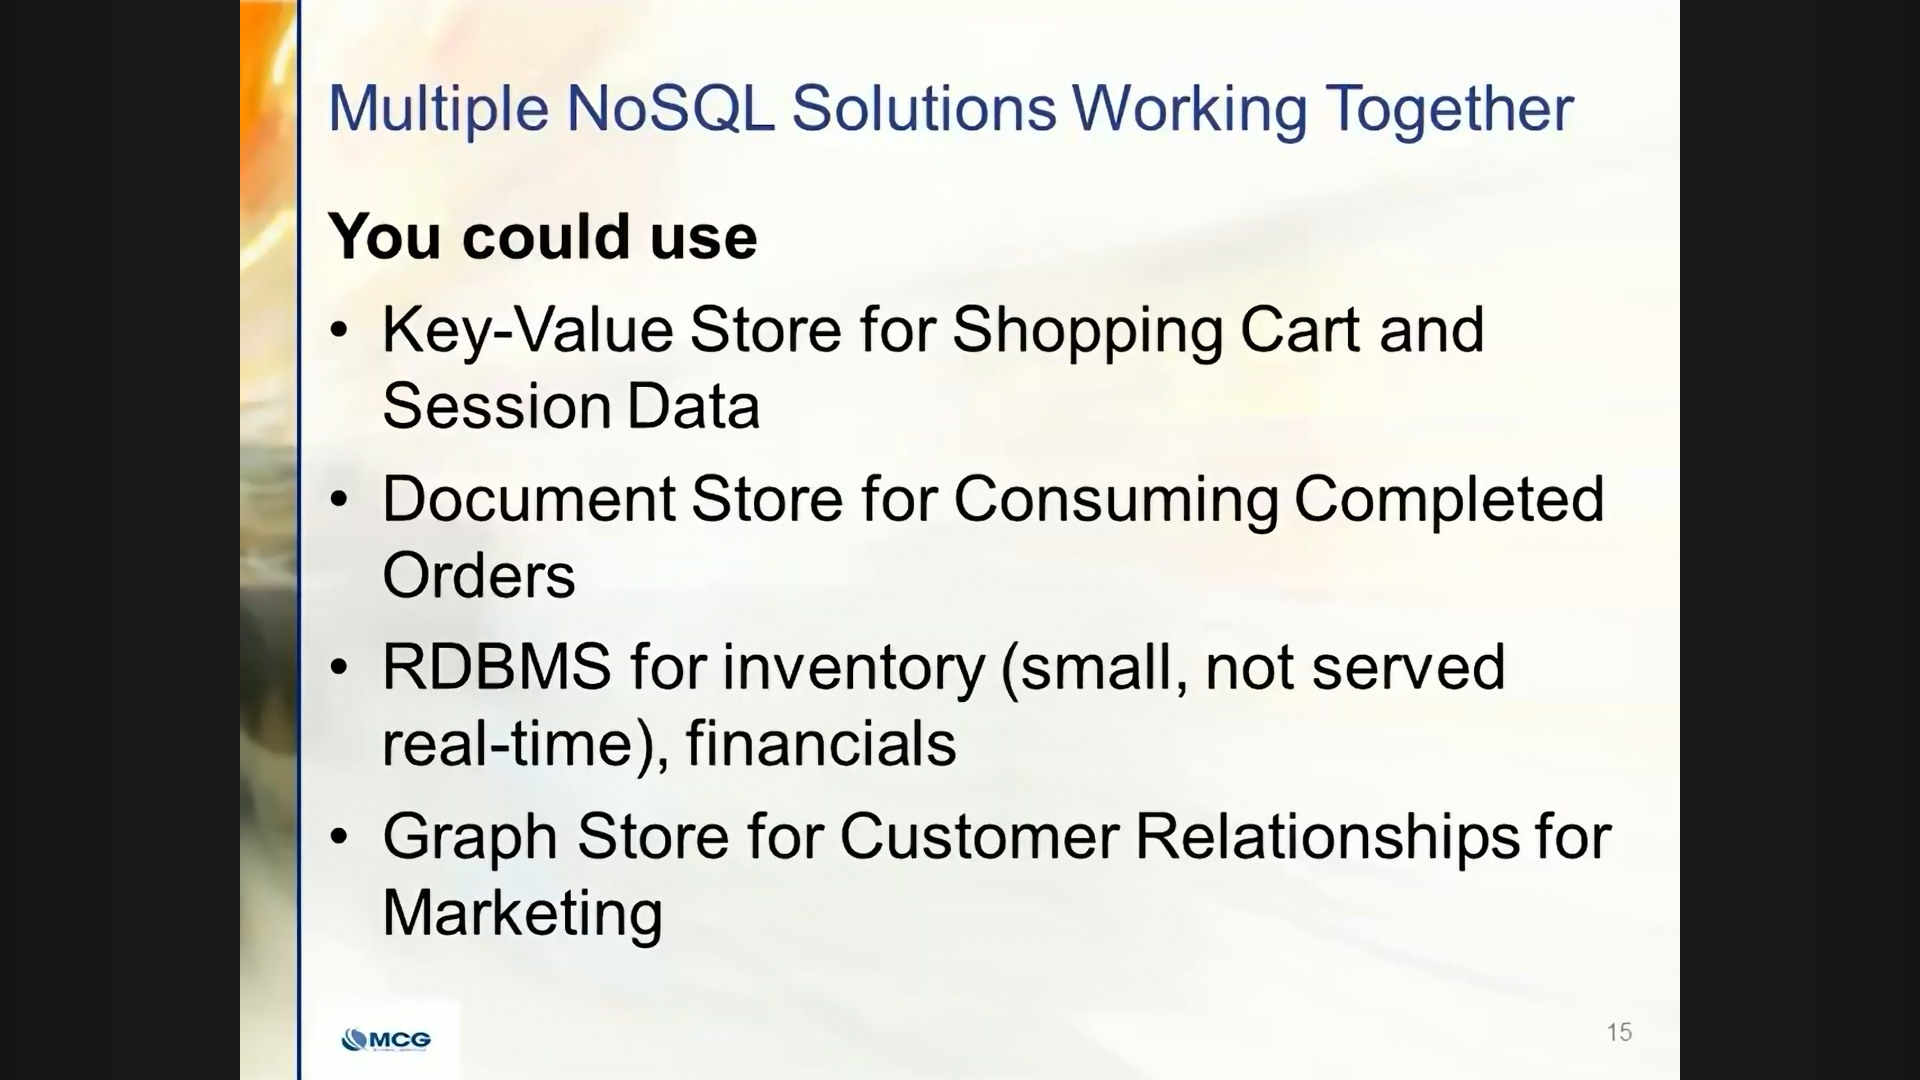 Multiple NoSQL Solutions Working Together
You could use
• Key-Value Store for Shopping Cart and
Session Data
• Document Store for Consuming Completed
Orders
• RDBMS for inventory (small, not served
real-time), financials
• Graph Store for Customer Relationships for
Marketing
MCG
15